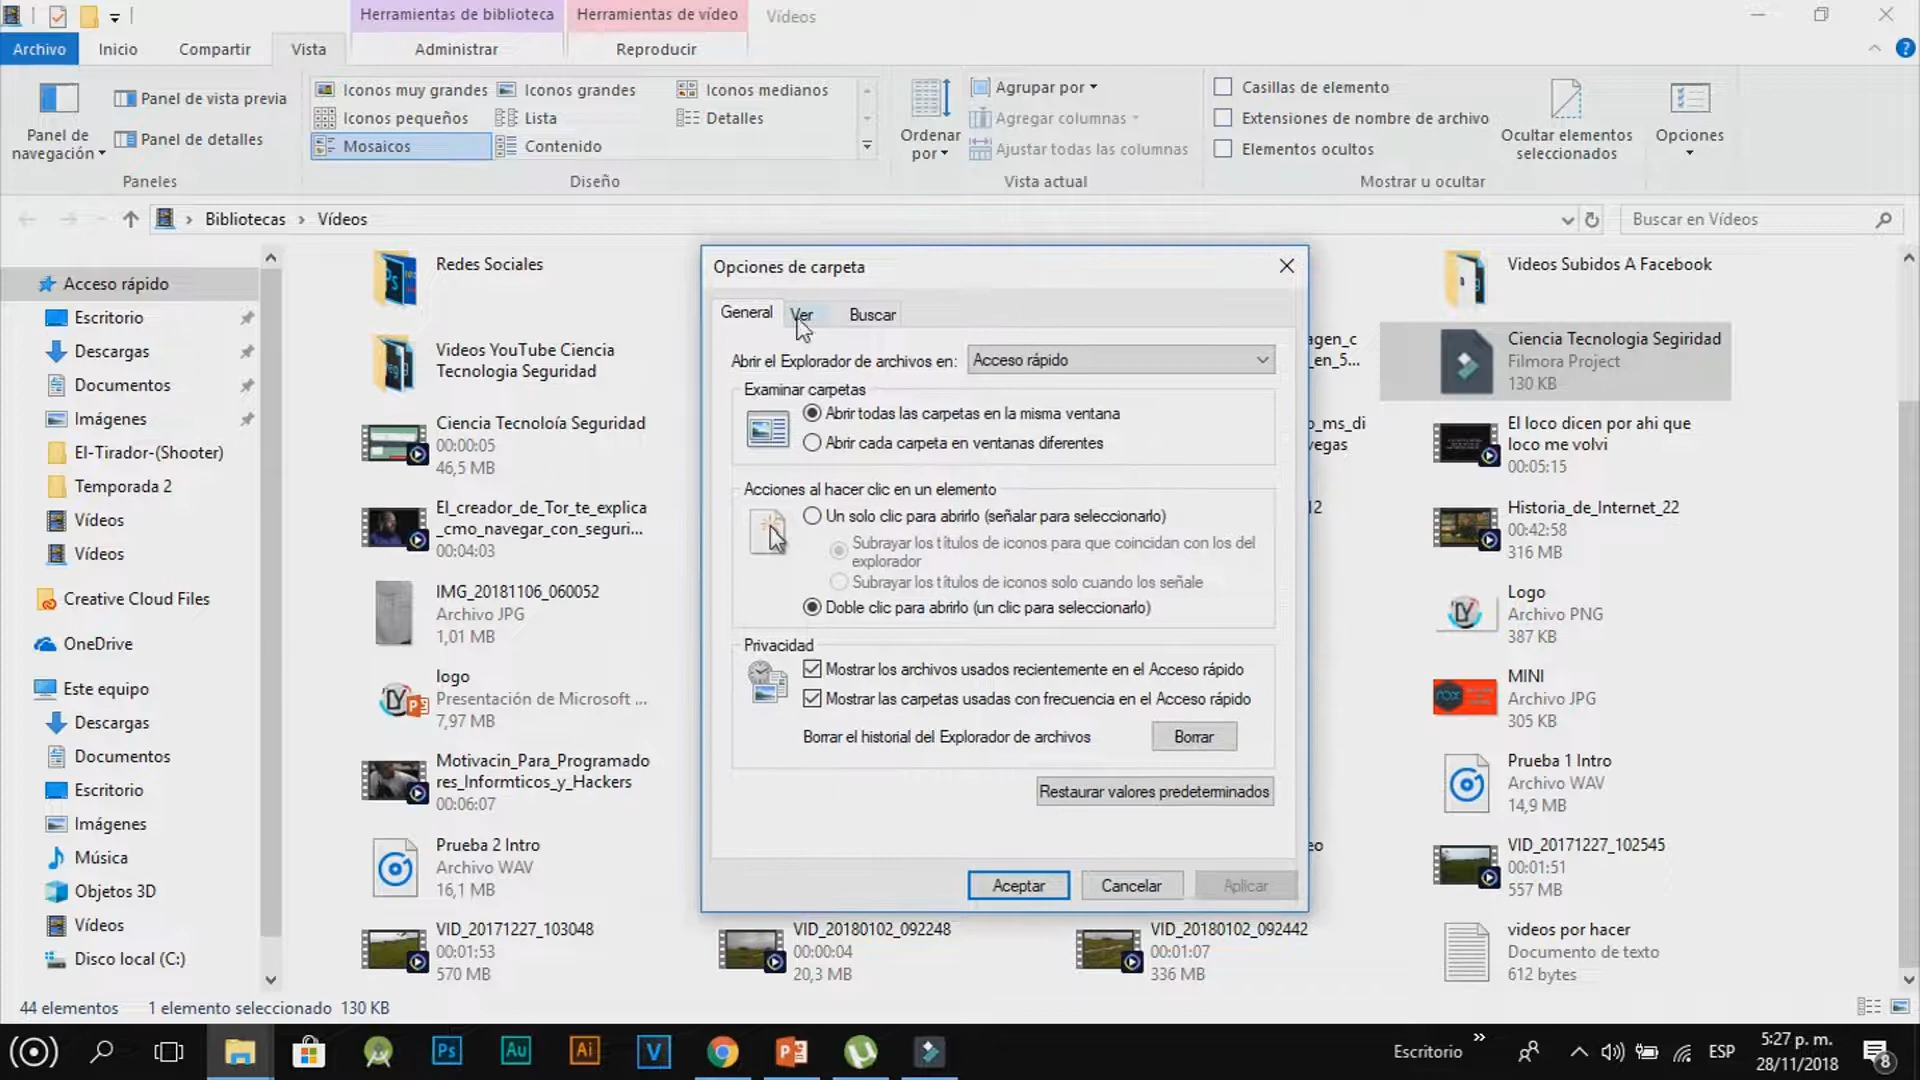 Herramientas de biblioteca
Herramientas de vídeo
Vídeos
Archivo
Inicio
Compartir
Vista
Administrar
Reproducir
Panel de
navegación
Panel de vista previa
Panel de detalles
Paneles
Iconos muy grandes
Iconos grandes
Iconos medianos
Iconos pequeños
Lista
Detalles
Mosaicos
Contenido
Diseño
Ordenar
por
Agrupar por
Agregar columnas
Ajustar todas las columnas
Vista actual
Casillas de elemento
Extensiones de nombre de archivo
Elementos ocultos
Ocultar elementos
seleccionados
Mostrar u ocultar
Opciones
Bibliotecas
Vídeos
Buscar en Vídeos
Acceso rápido
Escritorio
Descargas
Documentos
Imágenes
El-Tirador-(Shooter)
Temporada 2
Vídeos
Vídeos
Creative Cloud Files
OneDrive
Este equipo
Descargas
Documentos
Escritorio
Imágenes
Música
Objetos 3D
Vídeos
Disco local (C:)
Redes Sociales
Videos YouTube Ciencia
Tecnologia Seguridad
Ciencia Tecnoloía Seguridad
00:00:05
46,5 MB
El_creador_de_Tor_te_explica
_cmo_navegar_con_seguri...
00:04:03
IMG_20181106_060052
Archivo JPG
1,01 MB
logo
Presentación de Microsoft ...
7,97 MB
Motivacin_Para_Programado
res_Informticos_y_Hackers
00:06:07
Prueba 2 Intro
Archivo WAV
16,1 MB
VID_20171227_103048
00:01:53
570 MB
VID_20180102_092248
00:00:04
20,3 MB
VID_20180102_092442
00:01:07
336 MB
Opciones de carpeta
General
Ver
Buscar
Abrir el Explorador de archivos en:
Acceso rápido
Examinar carpetas
Abrir todas las carpetas en la misma ventana
Abrir cada carpeta en ventanas diferentes
Acciones al hacer clic en un elemento
Un solo clic para abrirlo (señalar para seleccionarlo)
Subrayar los títulos de iconos para que coincidan con los del
explorador
Subrayar los títulos de iconos solo cuando los señale
Doble clic para abrirlo (un clic para seleccionarlo)
Privacidad
Mostrar los archivos usados recientemente en el Acceso rápido
Mostrar las carpetas usadas con frecuencia en el Acceso rápido
Borrar el historial del Explorador de archivos
Borrar
Restaurar valores predeterminados
Aceptar
Cancelar
Aplicar
agen_c
_en_5...
o_ms_di
vegas
12
eo
Videos Subidos A Facebook
Ciencia Tecnologia Segiridad
Filmora Project
130 KB
El loco dicen por ahi que
loco me volvi
00:05:15
Historia_de_Internet_22
00:42:58
316 MB
Logo
Archivo PNG
387 KB
MINI
Archivo JPG
305 KB
Prueba 1 Intro
Archivo WAV
14,9 MB
VID_20171227_102545
00:01:51
557 MB
videos por hacer
Documento de texto
612 bytes
44 elementos
1 elemento seleccionado 130 KB
Ps
Au
Ai
V
Escritorio
ESP
5:27 p. m.
28/11/2018
8